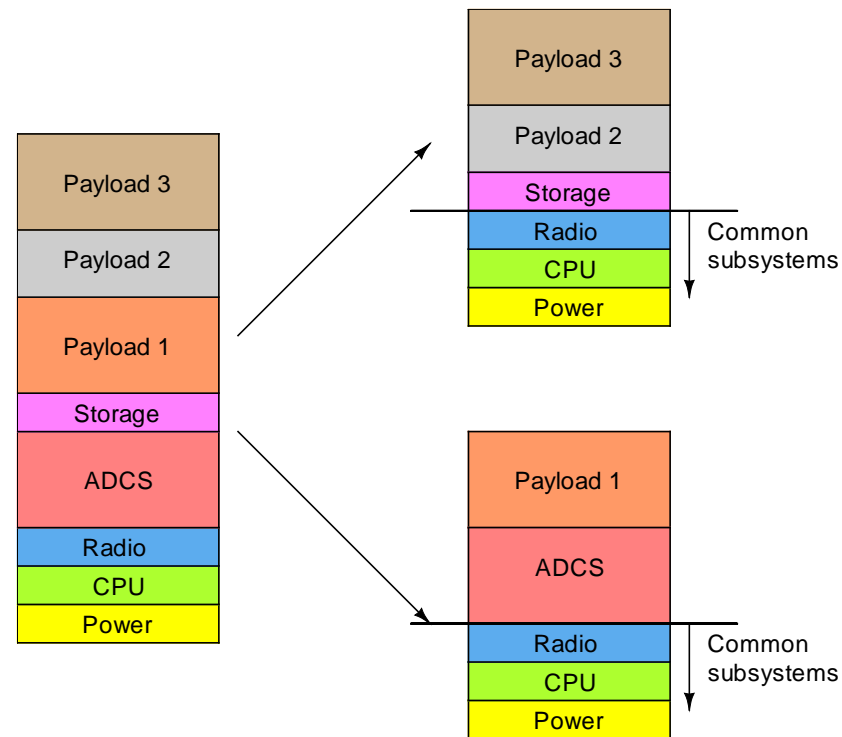 Payload 3
Payload 2
Payload 1
Storage
ADCS
Radio
CPU
Power
Payload 3
Payload 2
Storage
Radio
CPU
Power
Common
subsystems
Payload 1
ADCS
Radio
CPU
Power
Common
subsystems